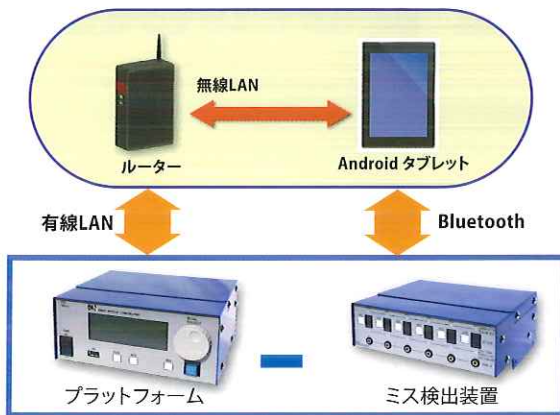 無線LAN
ルーター
Android タブレット
有線LAN
Bluetooth
プラットフォーム
ミス検出装置